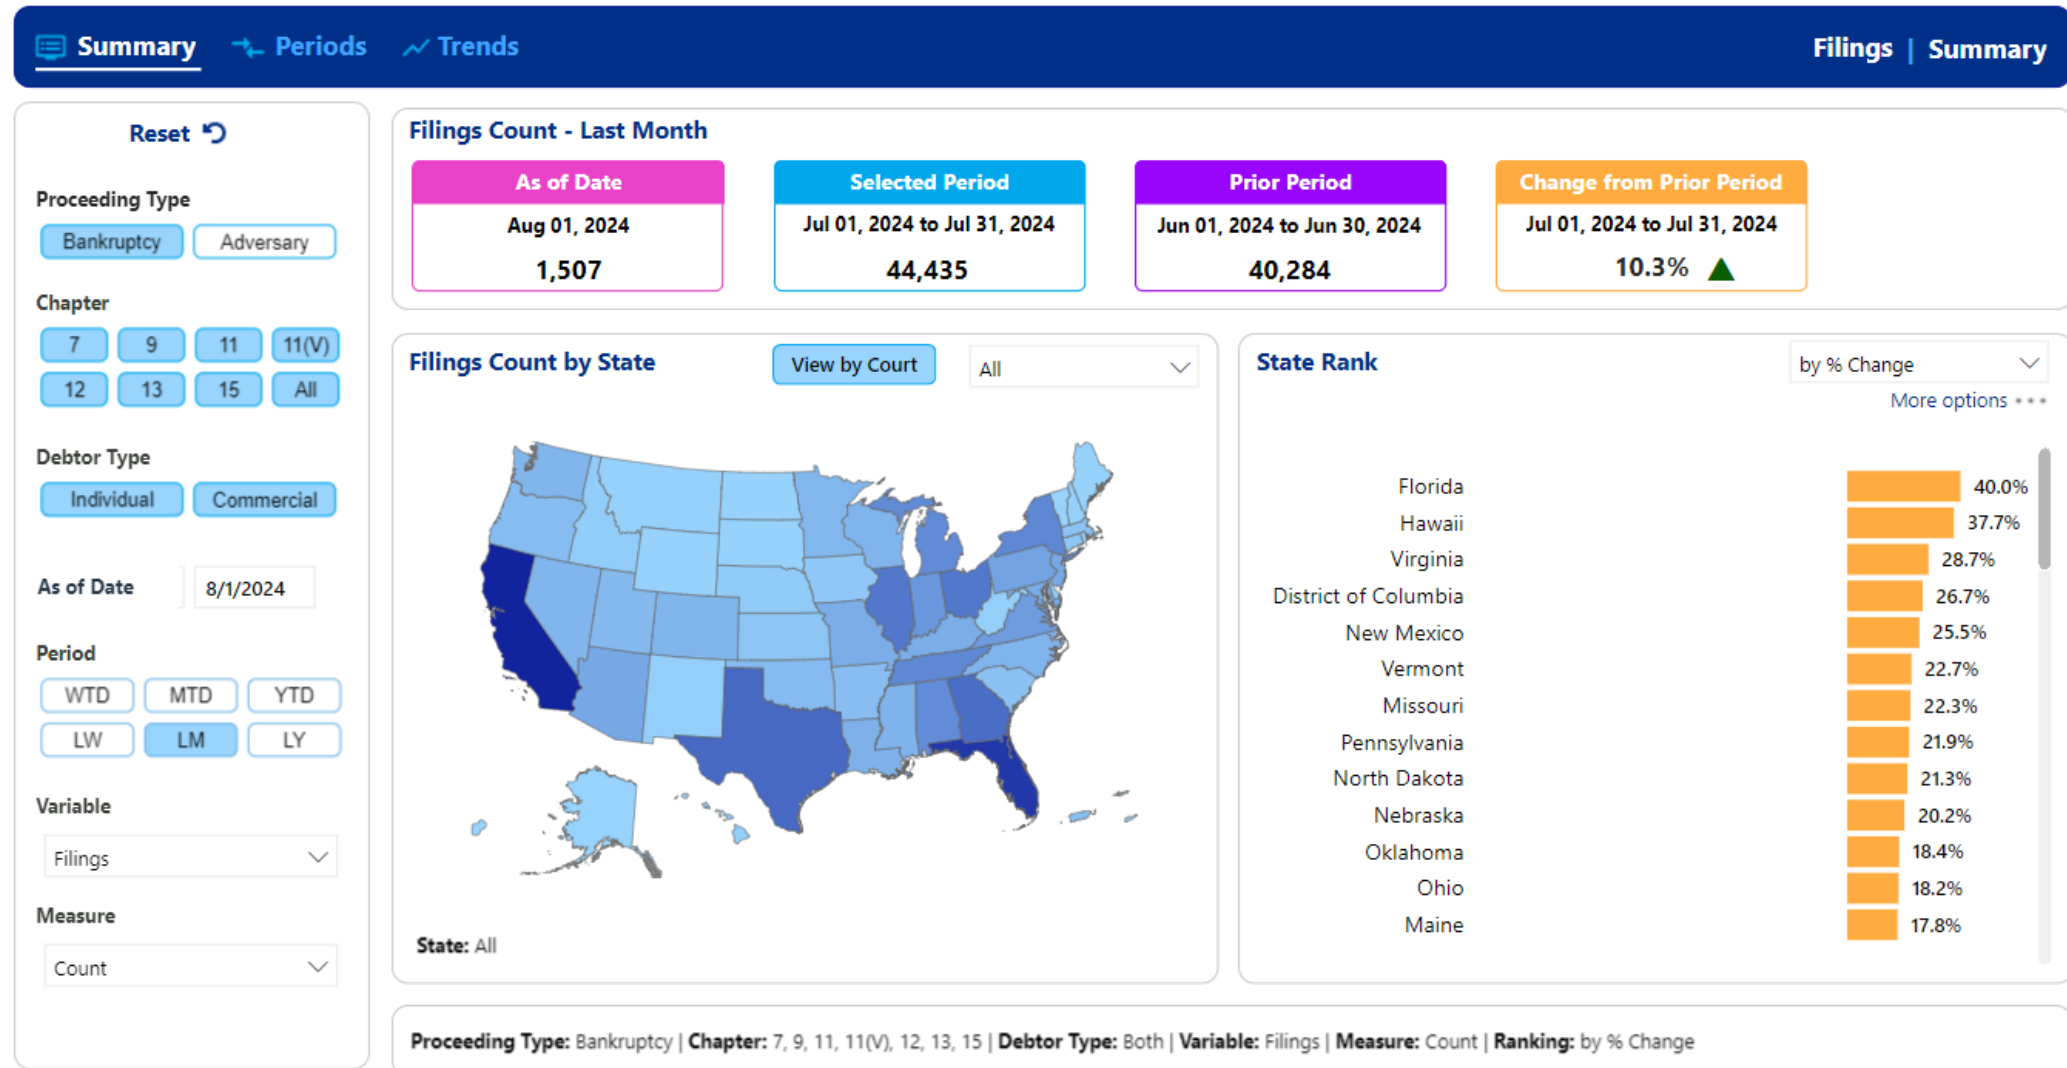 Summary Periods Trends Filings | Summary
Reset
Proceeding Type
Bankruptcy Adversary
Chapter
7 9 11 11(V)
12 13 15 All
Debtor Type
Individual Commercial
As of Date 8/1/2024
Period
WTD MTD YTD
LW LM LY
Variable
Filings
Measure
Count
Filings Count - Last Month
As of Date
Aug 01, 2024
1,507
Selected Period
Jul 01, 2024 to Jul 31, 2024
44,435
Prior Period
Jun 01, 2024 to Jun 30, 2024
40,284
Change from Prior Period
Jul 01, 2024 to Jul 31, 2024
10.3%
Filings Count by State View by Court All
State: All
State Rank by % Change
More options
Florida 40.0%
Hawaii 37.7%
Virginia 28.7%
District of Columbia 26.7%
New Mexico 25.5%
Vermont 22.7%
Missouri 22.3%
Pennsylvania 21.9%
North Dakota 21.3%
Nebraska 20.2%
Oklahoma 18.4%
Ohio 18.2%
Maine 17.8%
Proceeding Type: Bankruptcy | Chapter: 7, 9, 11, 11(V), 12, 13, 15 | Debtor Type: Both | Variable: Filings | Measure: Count | Ranking: by % Change